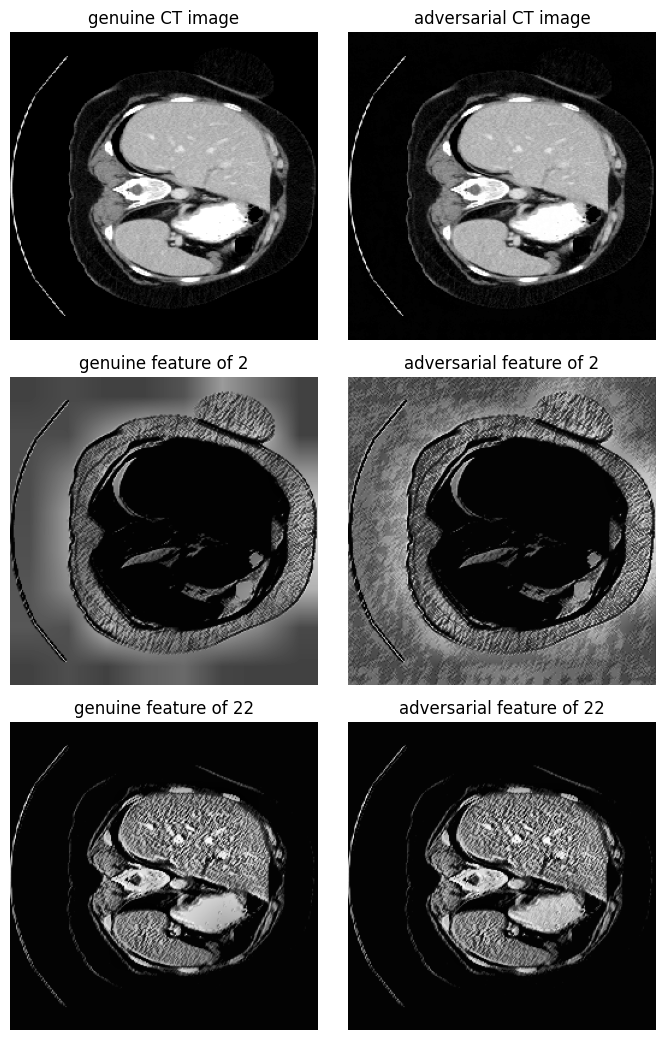 genuine CT image
adversarial CT image
genuine feature of 2
adversarial feature of 2
genuine feature of 22
adversarial feature of 22